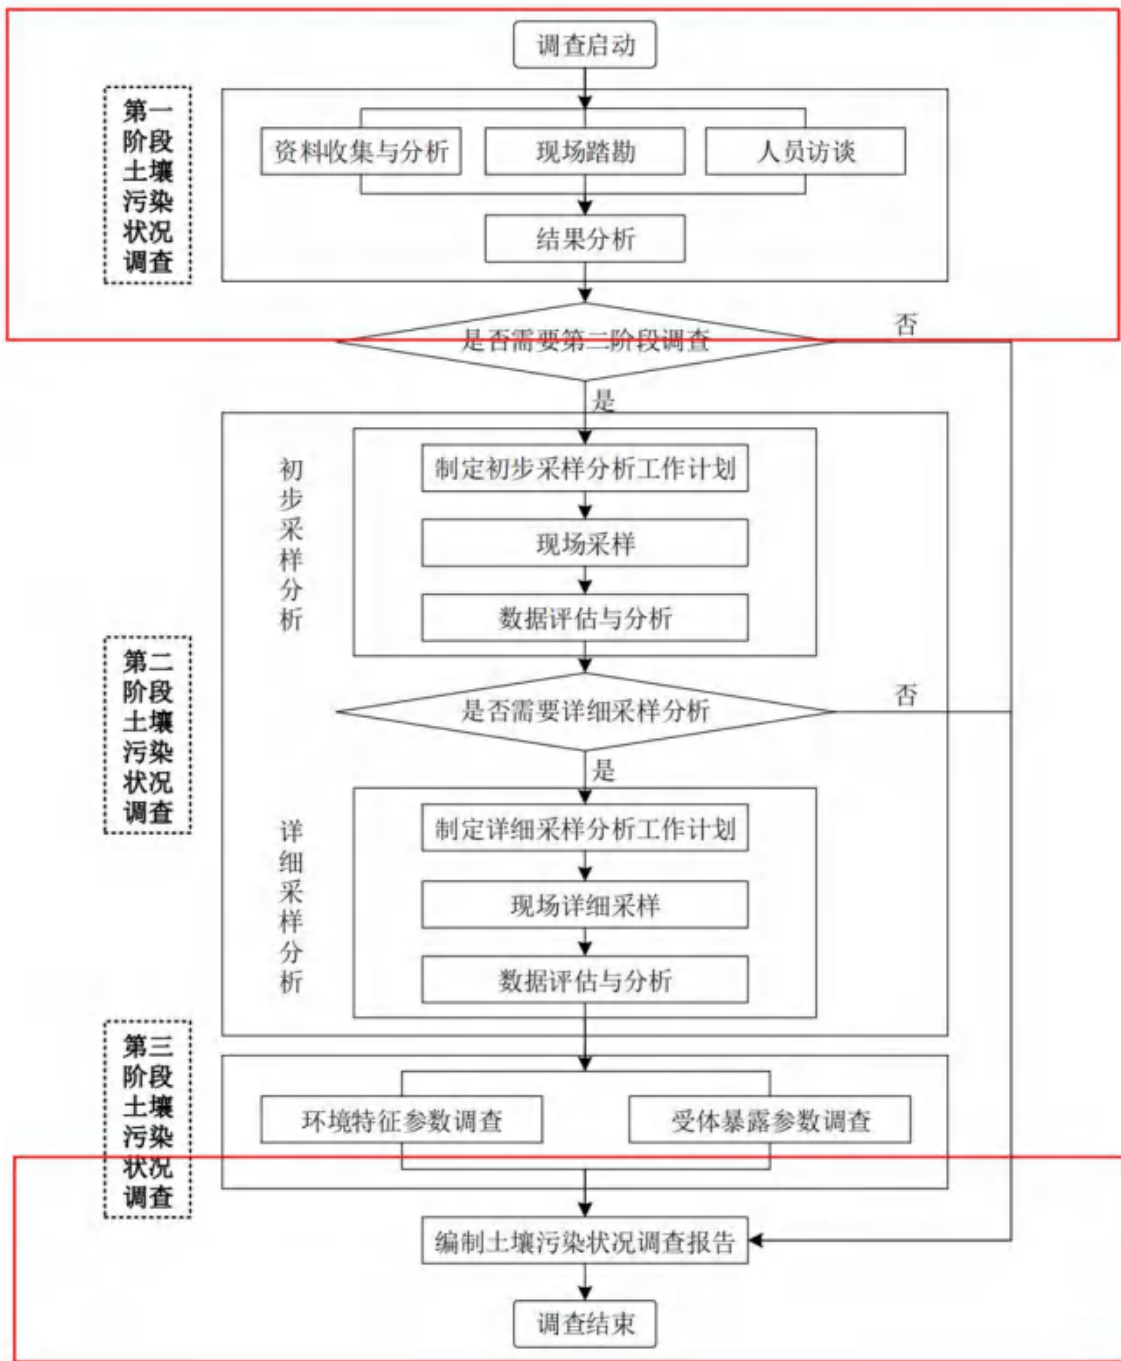 调查启动
第一
阶段
土壤
污染
状况
调查
资料收集与分析
现场踏勘
人员访谈
结果分析
是否需要第二阶段调查
否
是
初
步
采
样
分
析
制定初步采样分析工作计划
现场采样
数据评估与分析
第二
阶段
土壤
污染
状况
调查
是否需要详细采样分析
否
是
详
细
采
样
分
析
制定详细采样分析工作计划
现场详细采样
数据评估与分析
第三
阶段
土壤
污染
状况
调查
环境特征参数调查
受体暴露参数调查
编制土壤污染状况调查报告
调查结束